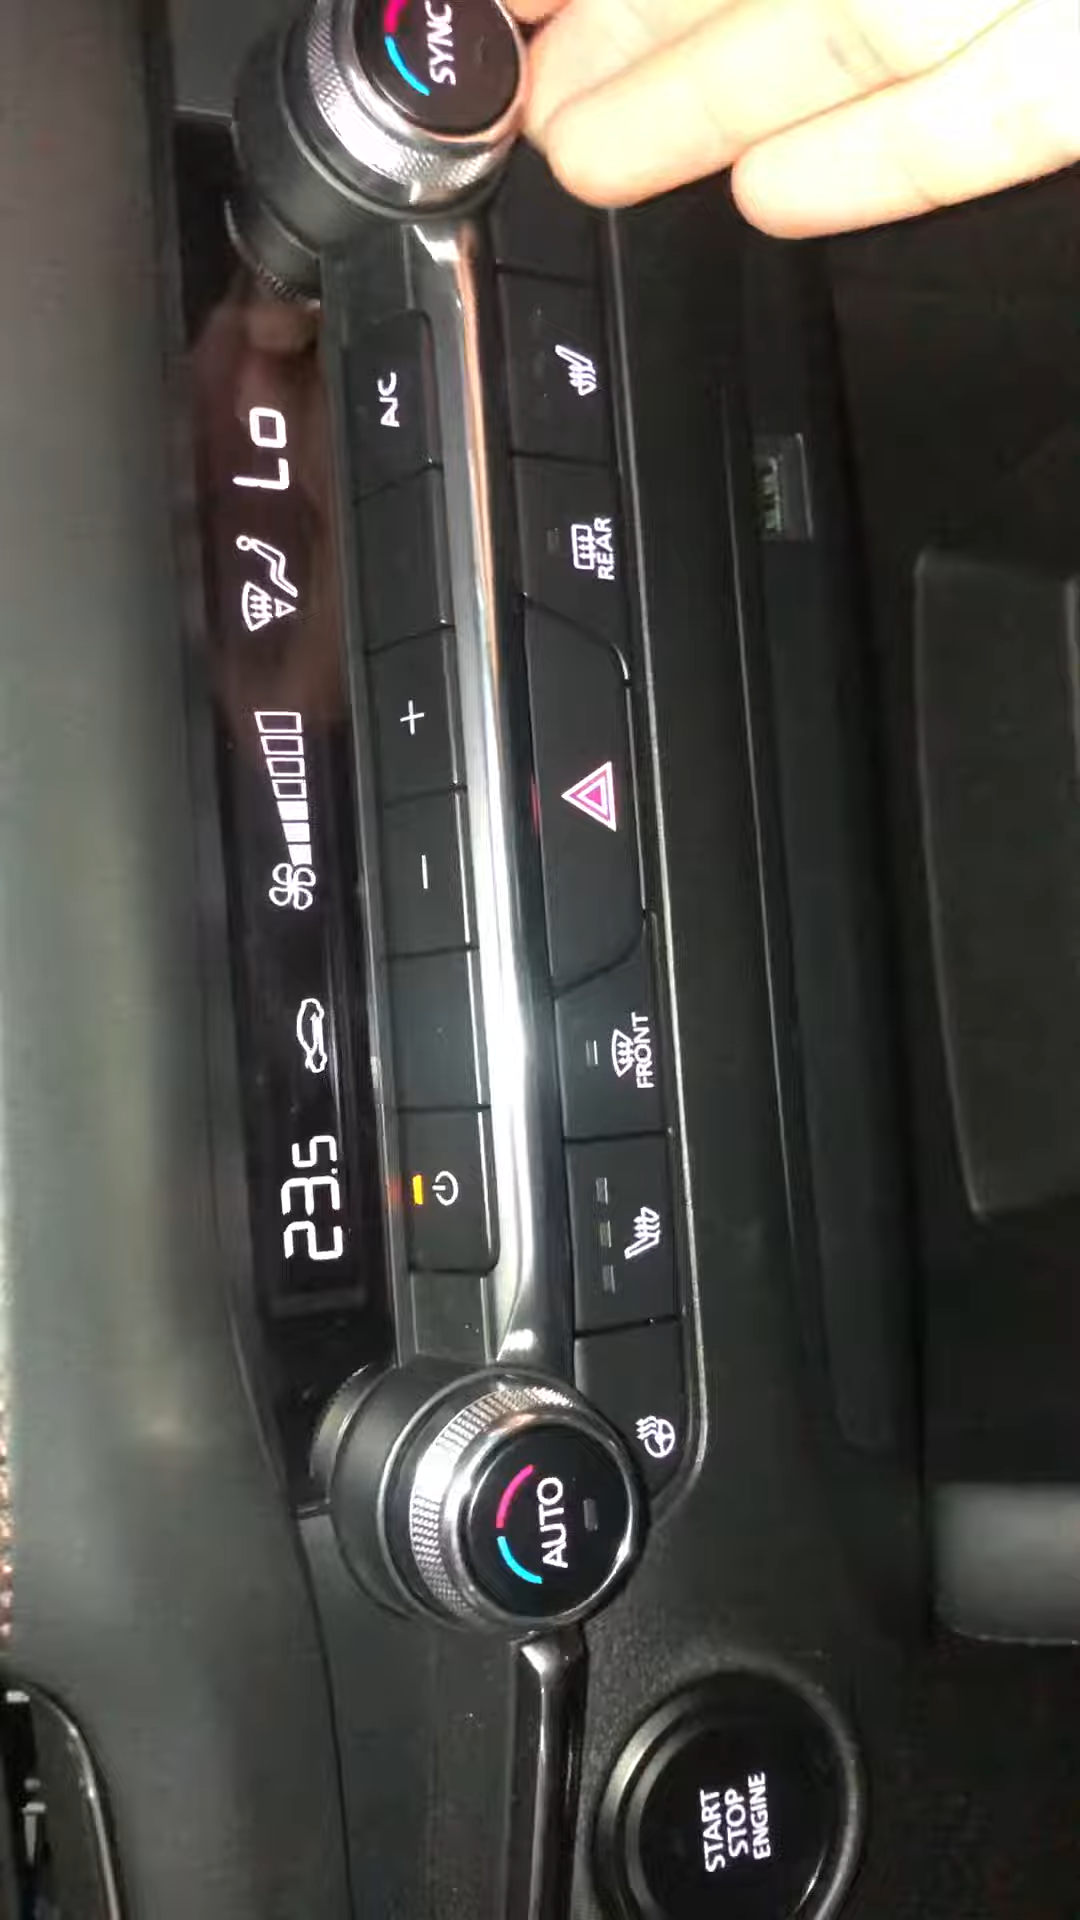 23.5
Lo
AUTO
−
+
A/C
SYNC
FRONT
REAR
START
STOP
ENGINE